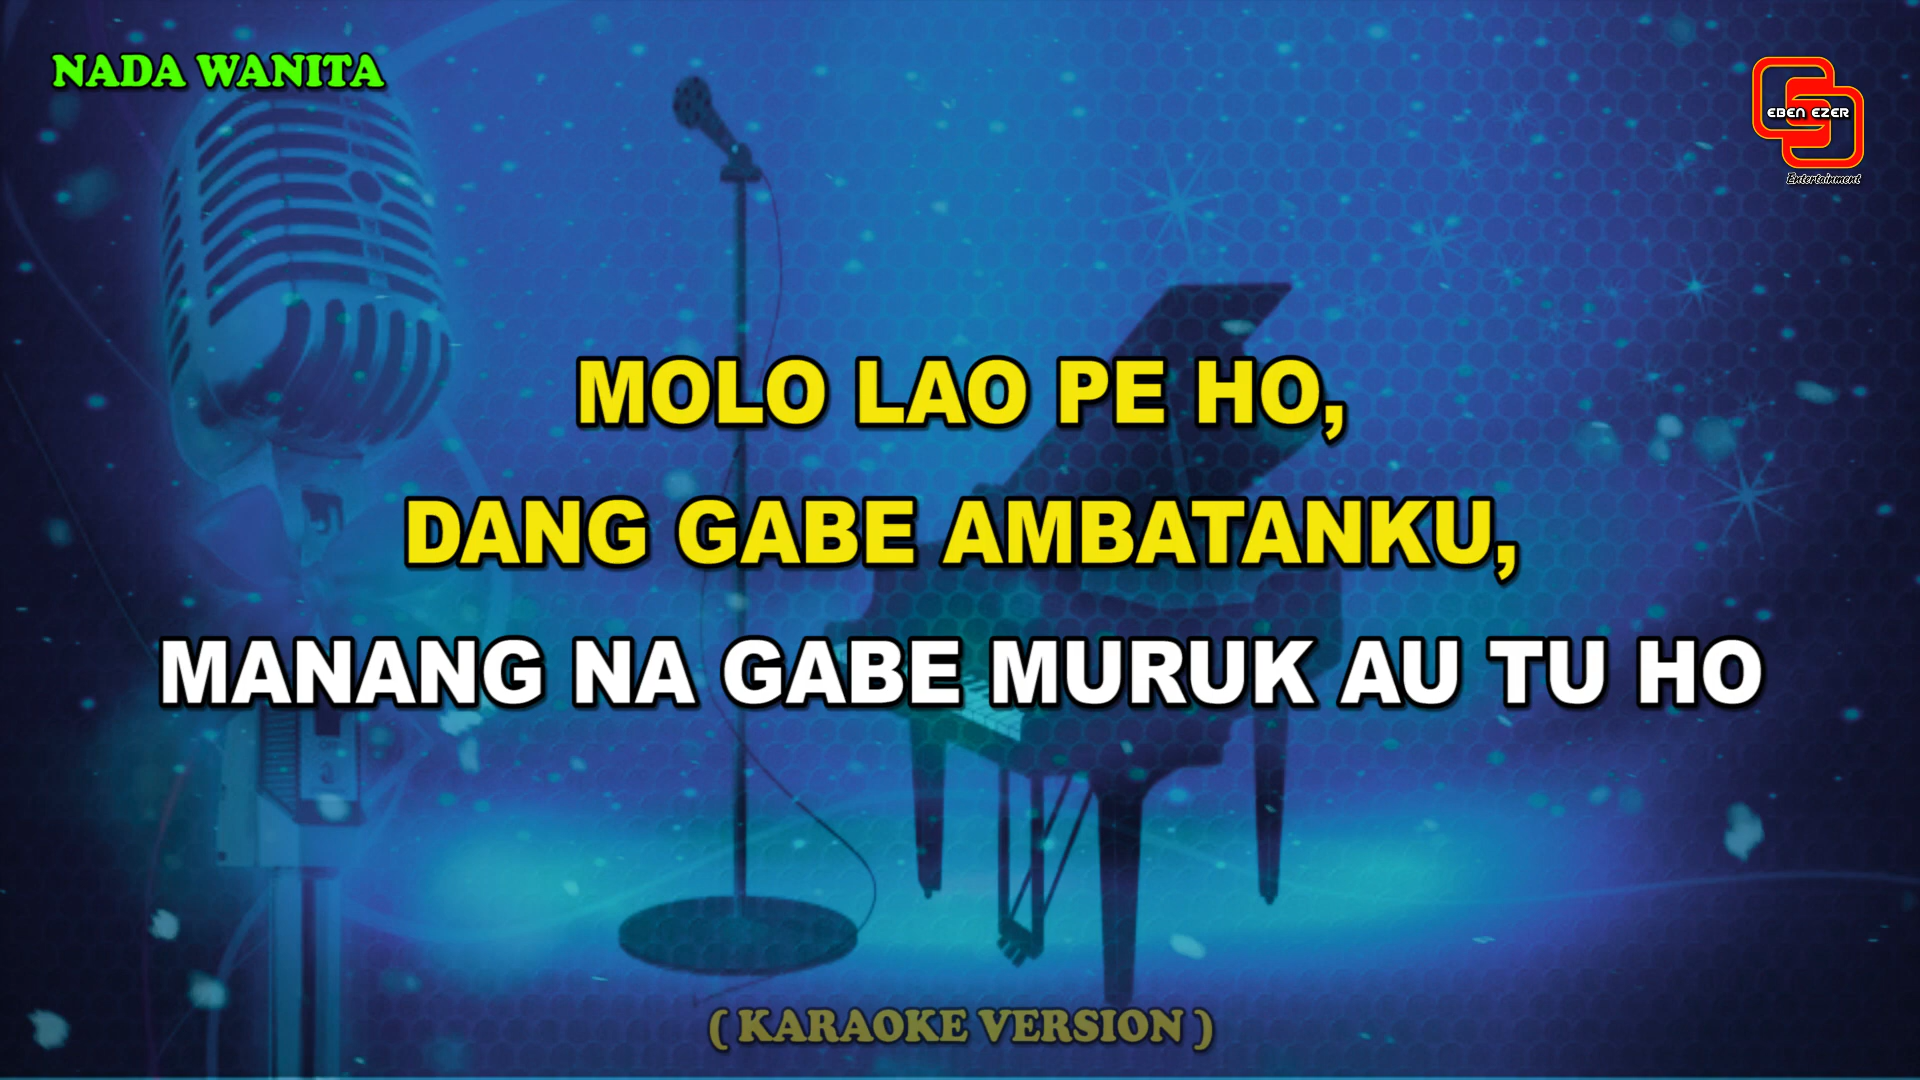 NADA WANITA
EBEN EZER
Entertainment
MOLO LAO PE HO,
DANG GABE AMBATANKU,
MANANG NA GABE MURUK AU TU HO
( KARAOKE VERSION )